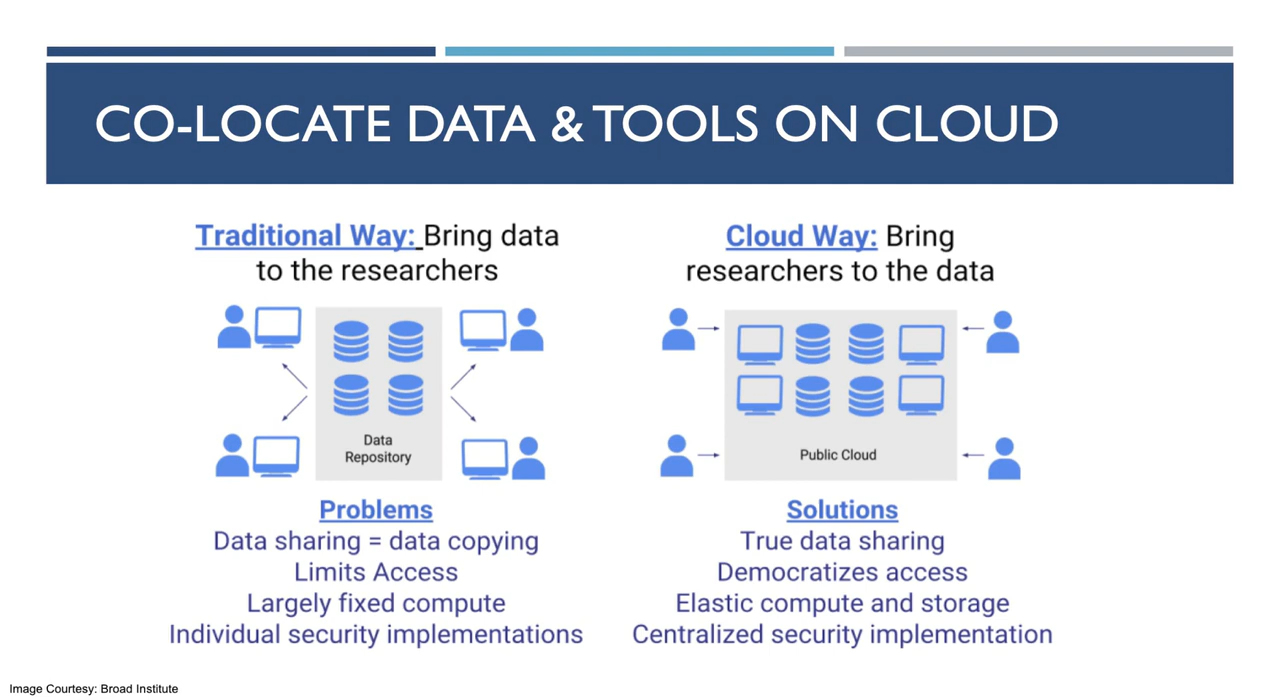 CO-LOCATE DATA & TOOLS ON CLOUD
Traditional Way: Bring data
to the researchers
Data
Repository
Problems
Data sharing = data copying
Limits Access
Largely fixed compute
Individual security implementations
Cloud Way: Bring
researchers to the data
Public Cloud
Solutions
True data sharing
Democratizes access
Elastic compute and storage
Centralized security implementation
Image Courtesy: Broad Institute